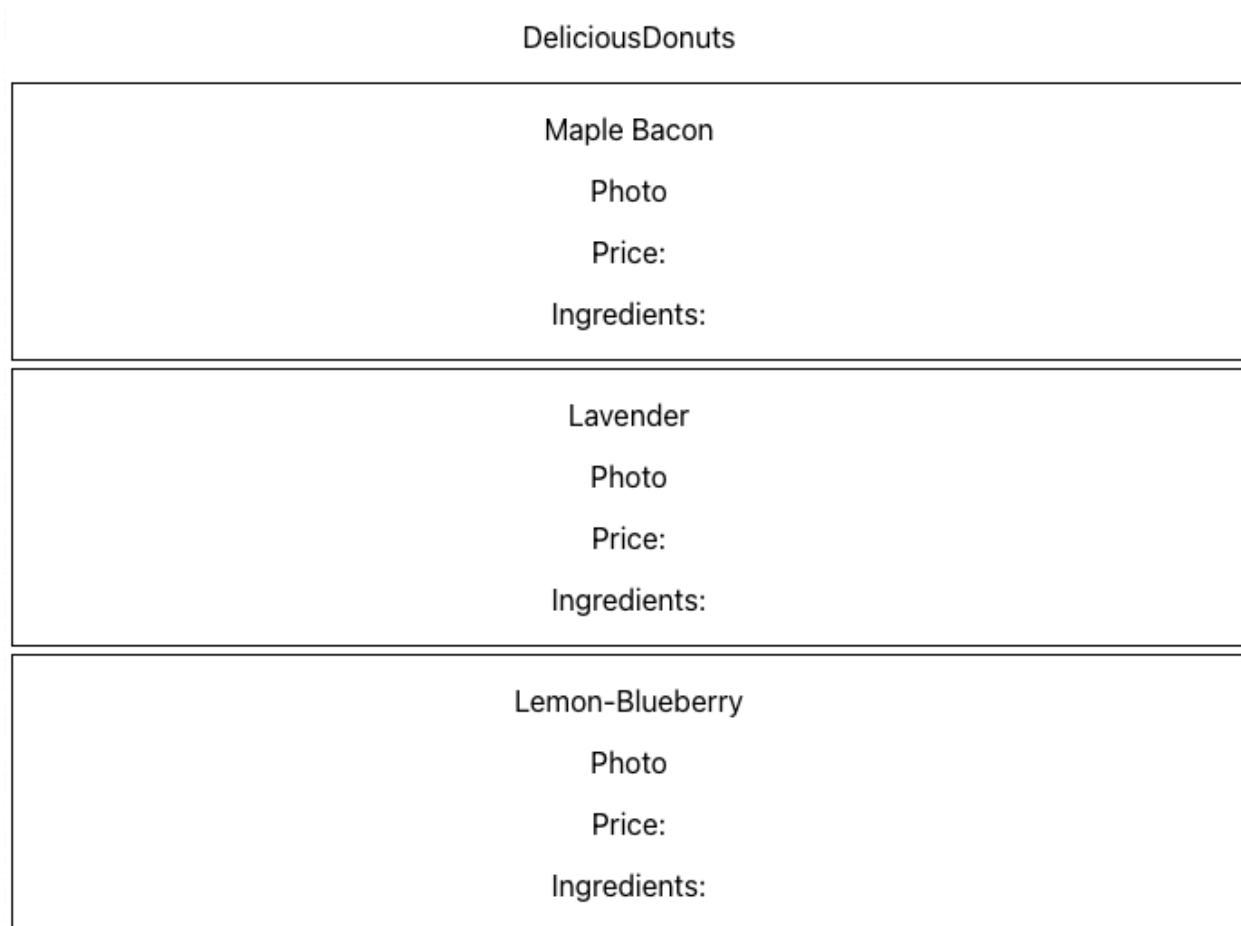 DeliciousDonuts
Maple Bacon
Photo
Price:
Ingredients:
Lavender
Photo
Price:
Ingredients:
Lemon-Blueberry
Photo
Price:
Ingredients: